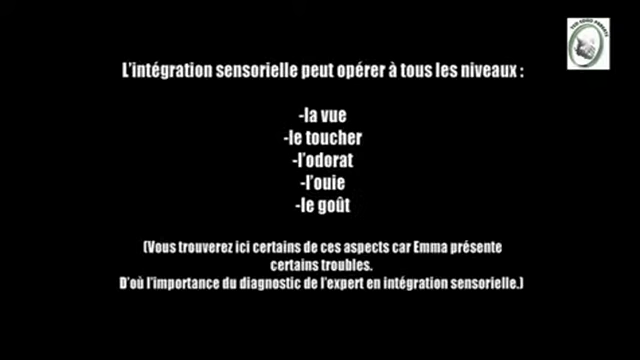 L'intégration sensorielle peut opérer à tous les niveaux :
-la vue
-le toucher
-l'odorat
-l'ouie
-le goût
(Vous trouverez ici certains de ces aspects car Emma présente
certains troubles.
D'où l'importance du diagnostic de l'expert en intégration sensorielle.)